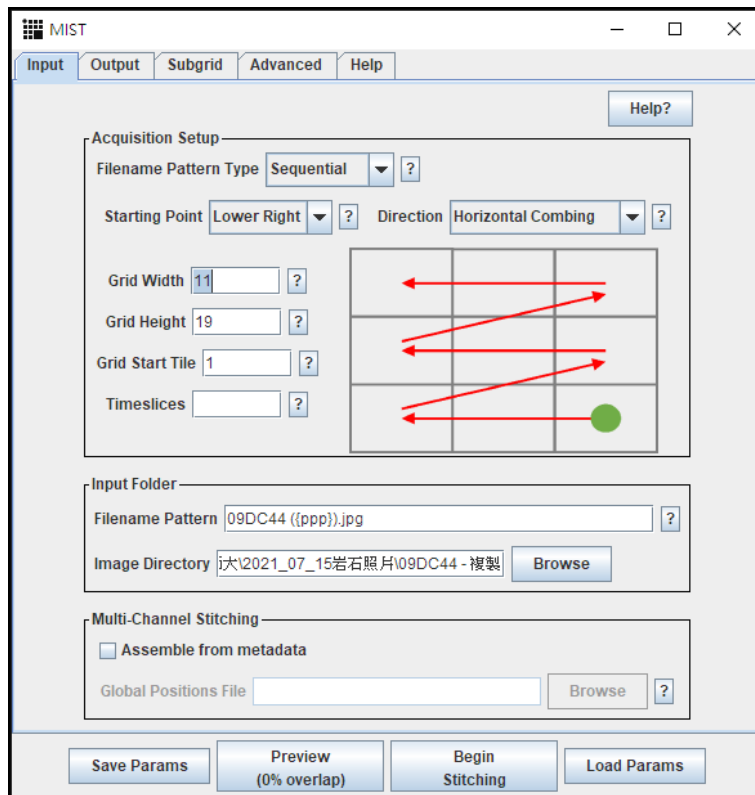 MIST
Input Output Subgrid Advanced Help
Help?
Acquisition Setup
Filename Pattern Type Sequential ?
Starting Point Lower Right ? Direction Horizontal Combing ?
Grid Width 11 ?
Grid Height 19 ?
Grid Start Tile 1 ?
Timeslices ?
Input Folder
Filename Pattern 09DC44 ({ppp}).jpg ?
Image Directory 大\2021_07_15岩石照片\09DC44 - 複製 Browse
Multi-Channel Stitching
Assemble from metadata
Global Positions File Browse ?
Save Params Preview (0% overlap) Begin Stitching Load Params